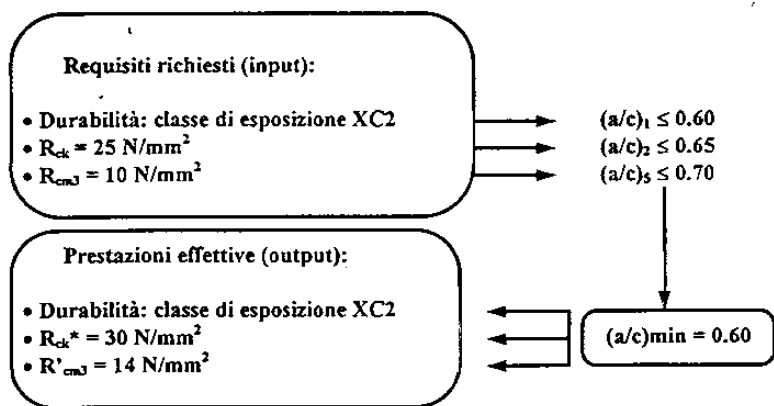 Requisiti richiesti (input):
• Durabilità: classe di esposizione XC2
(a/c)₁ ≤ 0.60
• Rck = 25 N/mm²
(a/c)₂ ≤ 0.65
• Rcm3 = 10 N/mm²
(a/c)₅ ≤ 0.70
Prestazioni effettive (output):
• Durabilità: classe di esposizione XC2
• Rck* = 30 N/mm²
(a/c)min = 0.60
• R'cm3 = 14 N/mm²